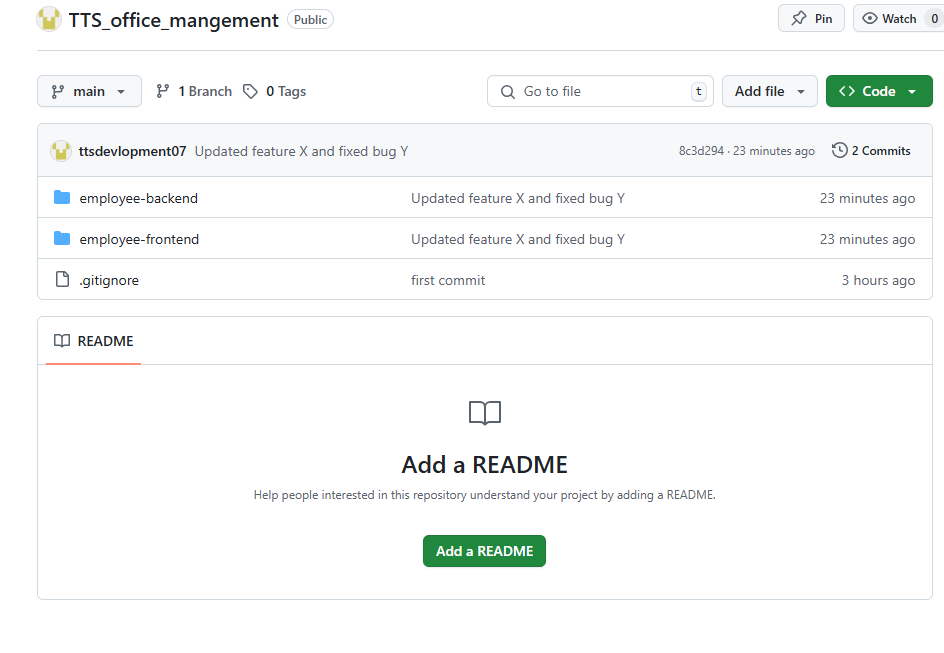 TTS_office_mangement Public Pin Watch 0
main 1 Branch 0 Tags Go to file t Add file Code
ttsdevlopment07 Updated feature X and fixed bug Y 8c3d294 · 23 minutes ago 2 Commits
employee-backend Updated feature X and fixed bug Y 23 minutes ago
employee-frontend Updated feature X and fixed bug Y 23 minutes ago
.gitignore first commit 3 hours ago
README
Add a README
Help people interested in this repository understand your project by adding a README.
Add a README